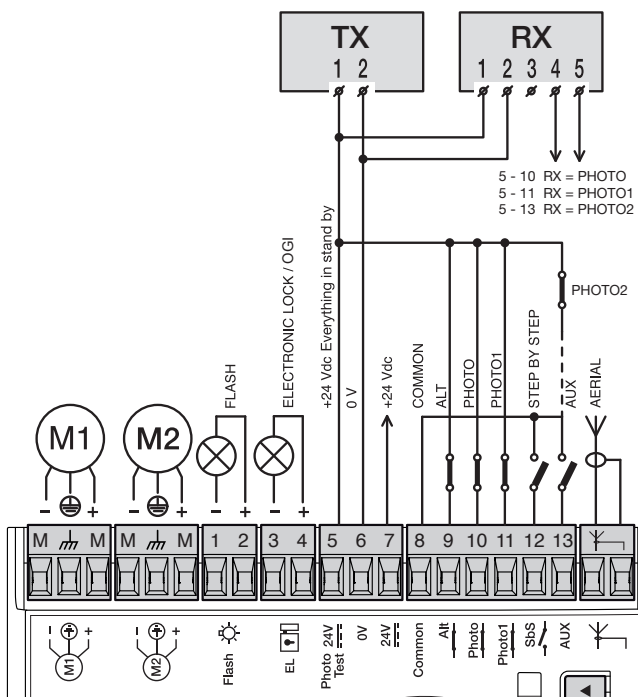 TX
1 2
RX
1 2 3 4 5
5 - 10 RX = PHOTO
5 - 11 RX = PHOTO1
5 - 13 RX = PHOTO2
PHOTO2
FLASH
ELECTRONIC LOCK / OGI
+24 Vdc Everything in stand by
0 V
+24 Vdc
COMMON
ALT
PHOTO
PHOTO1
STEP BY STEP
AUX
AERIAL
M1
M2
- +
- +
- +
- +
M M M M 1 2 3 4 5 6 7 8 9 10 11 12 13
- +
M1
- +
M2
Flash
EL
Photo 24V
Test
0V
24V
Common
Alt
Photo
Photo1
SbS
AUX